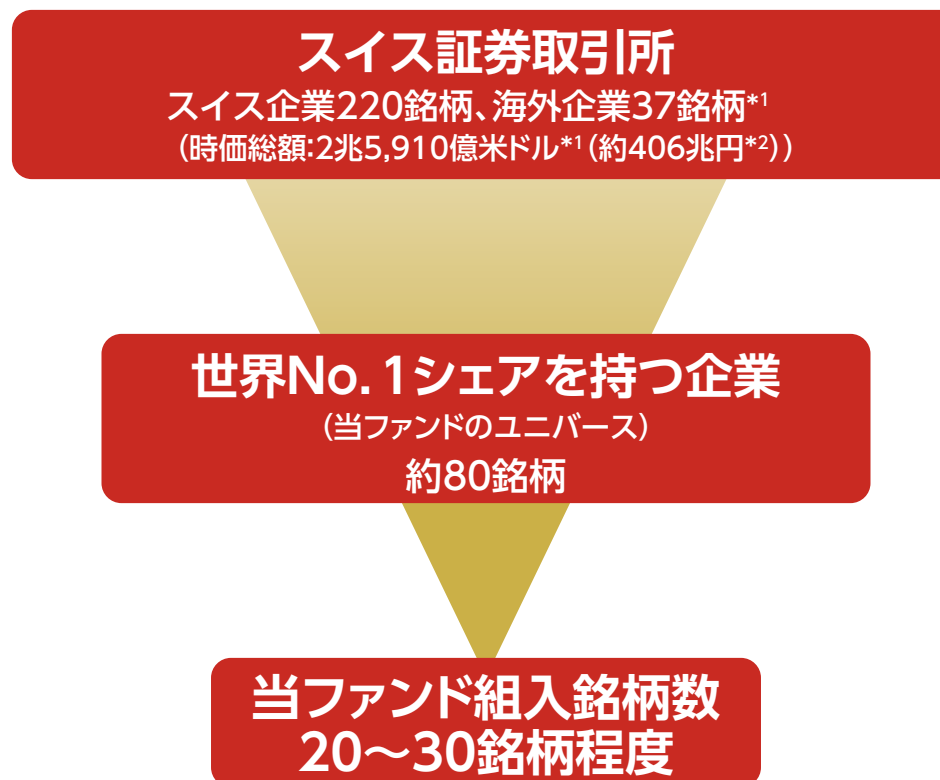 スイス証券取引所
スイス企業220銘柄、海外企業37銘柄*1
(時価総額:2兆5,910億米ドル*1(約406兆円*2))
世界No.1シェアを持つ企業
(当ファンドのユニバース)
約80銘柄
当ファンド組入銘柄数
20~30銘柄程度